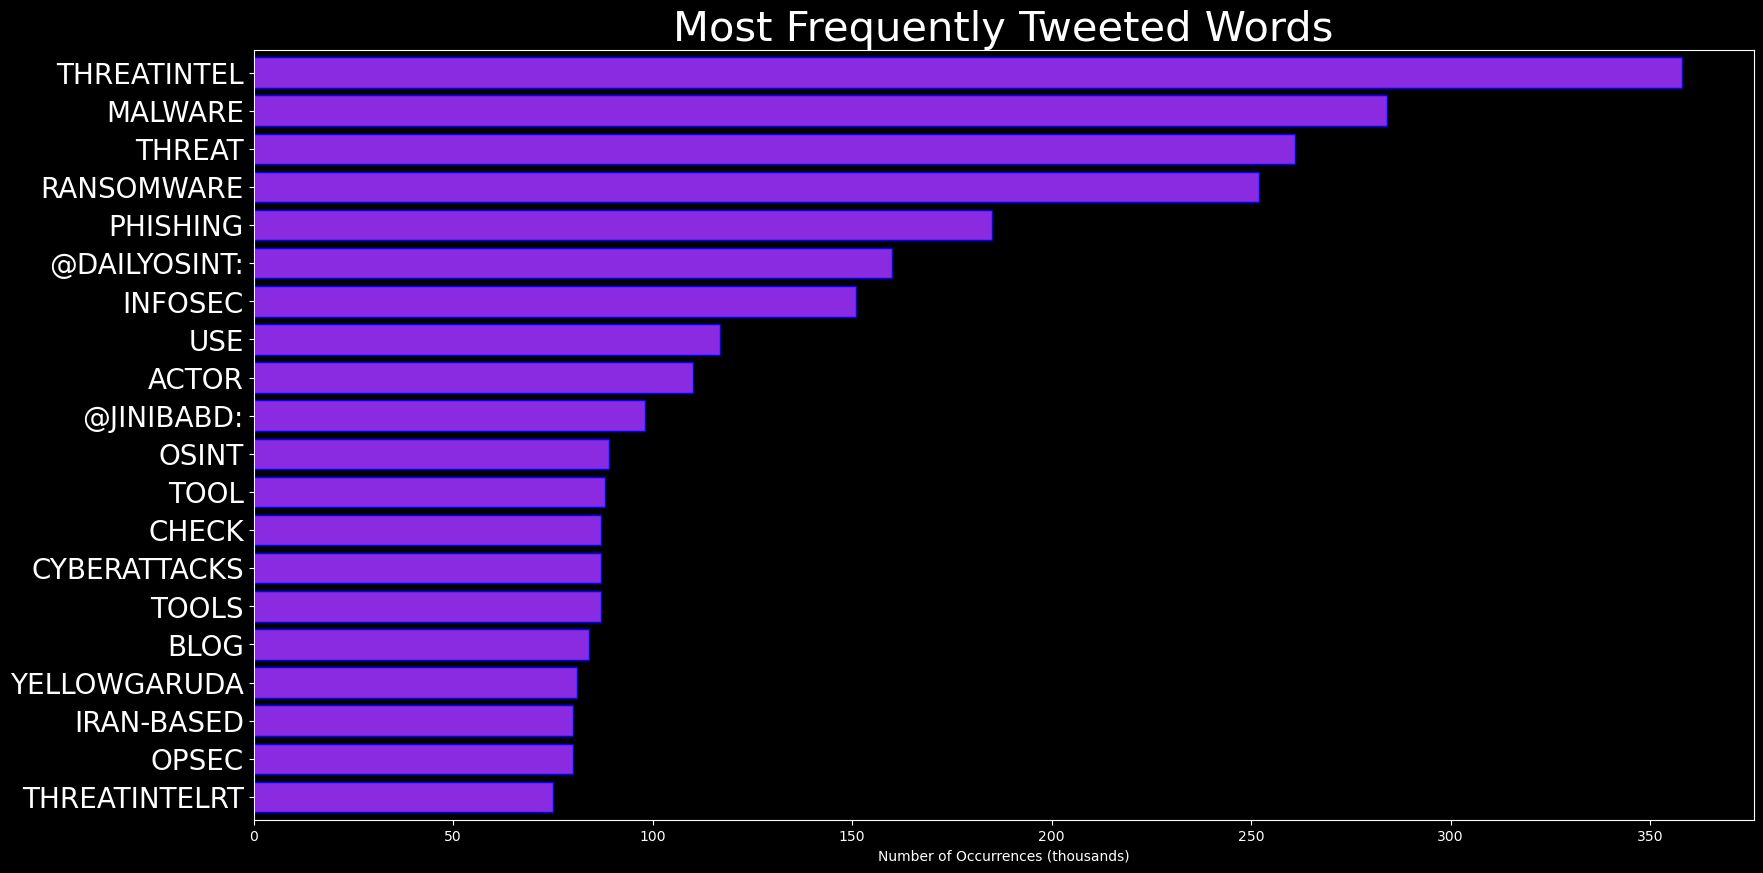 Most Frequently Tweeted Words
THREATINTEL
MALWARE
THREAT
RANSOMWARE
PHISHING
@DAILYOSINT:
INFOSEC
USE
ACTOR
@JINIBABD:
OSINT
TOOL
CHECK
CYBERATTACKS
TOOLS
BLOG
YELLOWGARUDA
IRAN-BASED
OPSEC
THREATINTELRT
0 50 100 150 200 250 300 350
Number of Occurrences (thousands)